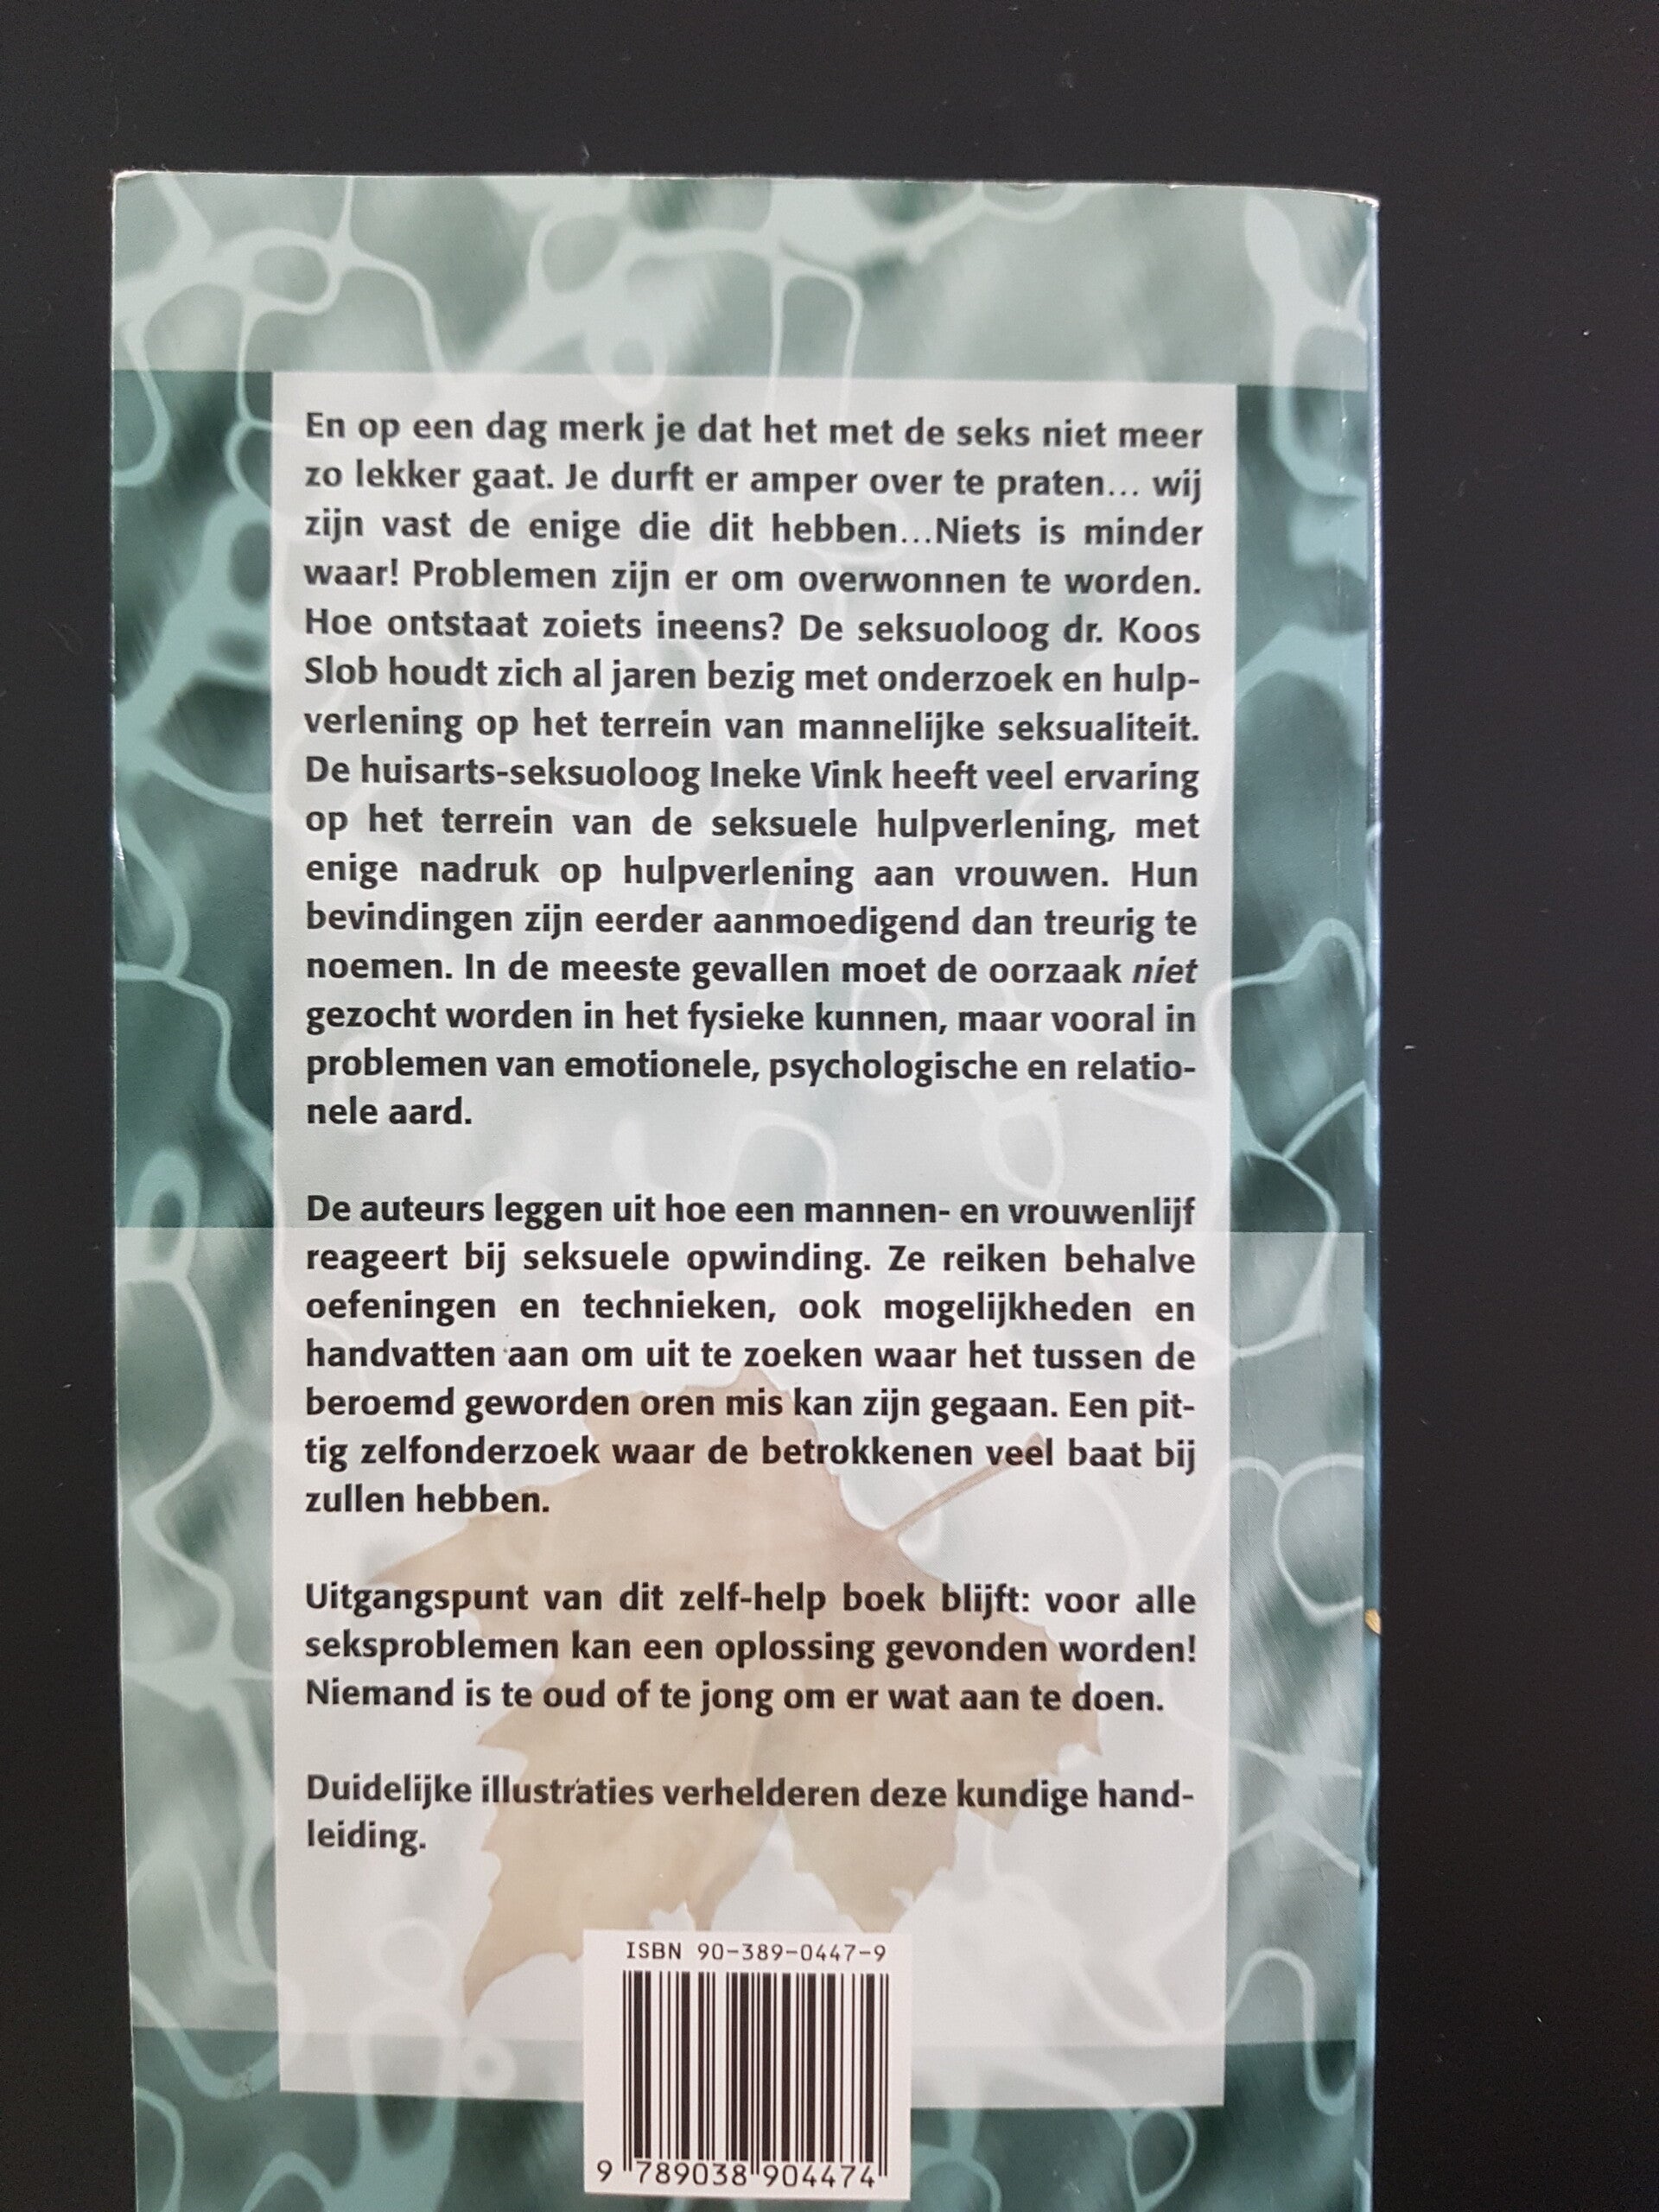 En op een dag merk je dat het met de seks niet meer
zo lekker gaat. Je durft er amper over te praten... wij
zijn vast de enige die dit hebben...Niets is minder
waar! Problemen zijn er om overwonnen te worden.
Hoe ontstaat zoiets ineens? De seksuoloog dr. Koos
Slob houdt zich al jaren bezig met onderzoek en hulp-
verlening op het terrein van mannelijke seksualiteit.
De huisarts-seksuoloog Ineke Vink heeft veel ervaring
op het terrein van de seksuele hulpverlening, met
enige nadruk op hulpverlening aan vrouwen. Hun
bevindingen zijn eerder aanmoedigend dan treurig te
noemen. In de meeste gevallen moet de oorzaak niet
gezocht worden in het fysieke kunnen, maar vooral in
problemen van emotionele, psychologische en relatio-
nele aard.
De auteurs leggen uit hoe een mannen- en vrouwenlijf
reageert bij seksuele opwinding. Ze reiken behalve
oefeningen en technieken, ook mogelijkheden en
handvatten aan om uit te zoeken waar het tussen de
beroemd geworden oren mis kan zijn gegaan. Een pit-
tig zelfonderzoek waar de betrokkenen veel baat bij
zullen hebben.
Uitgangspunt van dit zelf-help boek blijft: voor alle
seksproblemen kan een oplossing gevonden worden!
Niemand is te oud of te jong om er wat aan te doen.
Duidelijke illustraties verhelderen deze kundige hand-
leiding.
ISBN 90-389-0447-9
9 789038 904474